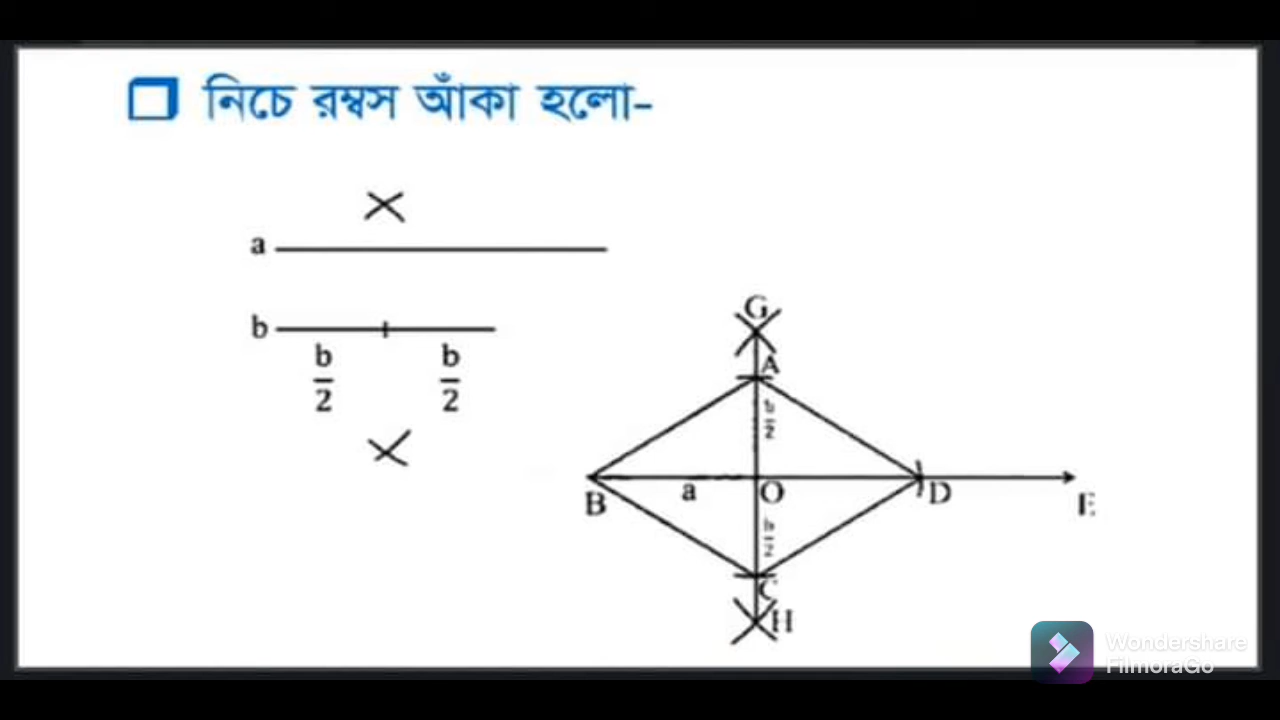 নিচে রম্বস আঁকা হলো-
a
b
b/2 b/2
G
A
b/2
B a O D E
b/2
C
H
Wondershare
FilmoraGo